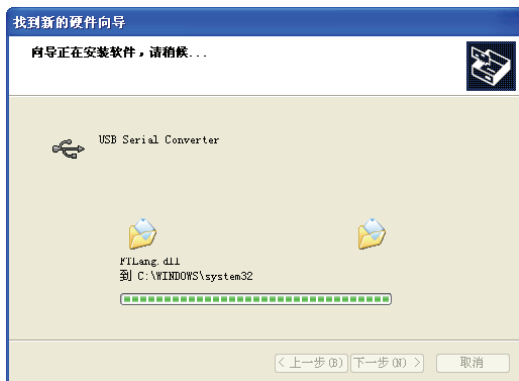 找到新的硬件向导
向导正在安装软件，请稍候...
USB Serial Converter
FTLang.dll
到 C:\WINDOWS\system32
< 上一步(B)
下一步(N) >
取消